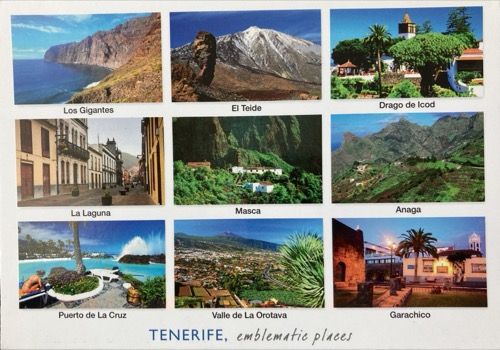 Los Gigantes
El Teide
Drago de Icod
La Laguna
Masca
Anaga
Puerto de La Cruz
Valle de La Orotava
Garachico
TENERIFE, emblematic places